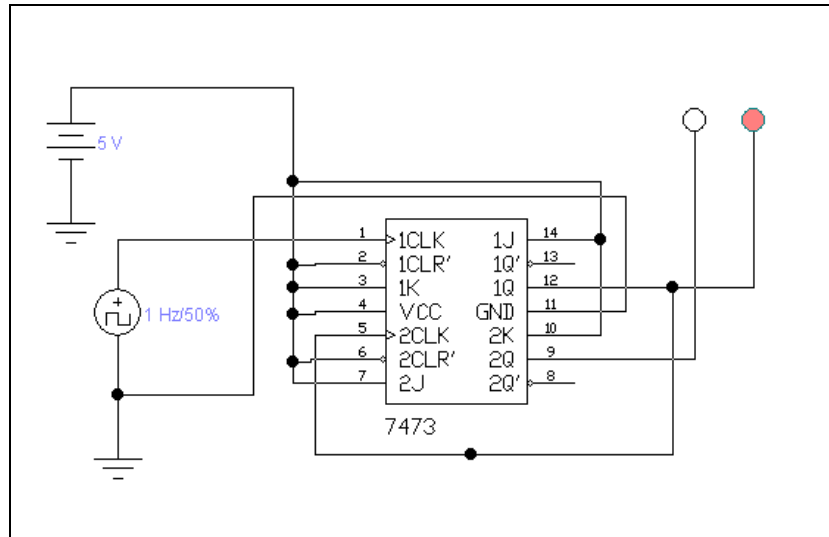 5 V
1 Hz/50%
1 1CLK 1J 14
2 1CLR' 1Q' 13
3 1K 1Q 12
4 VCC GND 11
5 2CLK 2K 10
6 2CLR' 2Q 9
7 2J 2Q' 8
7473